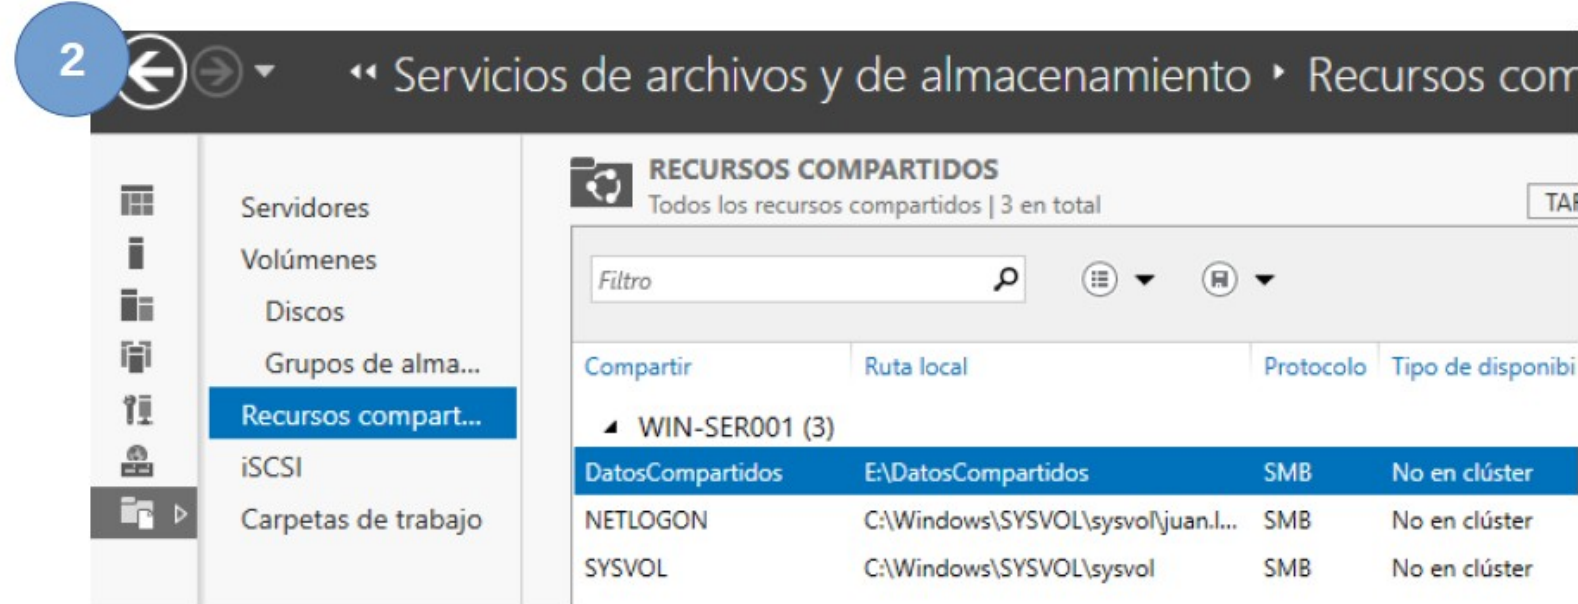 2
Servicios de archivos y de almacenamiento Recursos com
Servidores
Volúmenes
Discos
Grupos de alma...
Recursos compart...
iSCSI
Carpetas de trabajo
RECURSOS COMPARTIDOS
Todos los recursos compartidos | 3 en total
TAR
Filtro
Compartir Ruta local Protocolo Tipo de disponibi
WIN-SER001 (3)
DatosCompartidos E:\DatosCompartidos SMB No en clúster
NETLOGON C:\Windows\SYSVOL\sysvol\juan.l... SMB No en clúster
SYSVOL C:\Windows\SYSVOL\sysvol SMB No en clúster